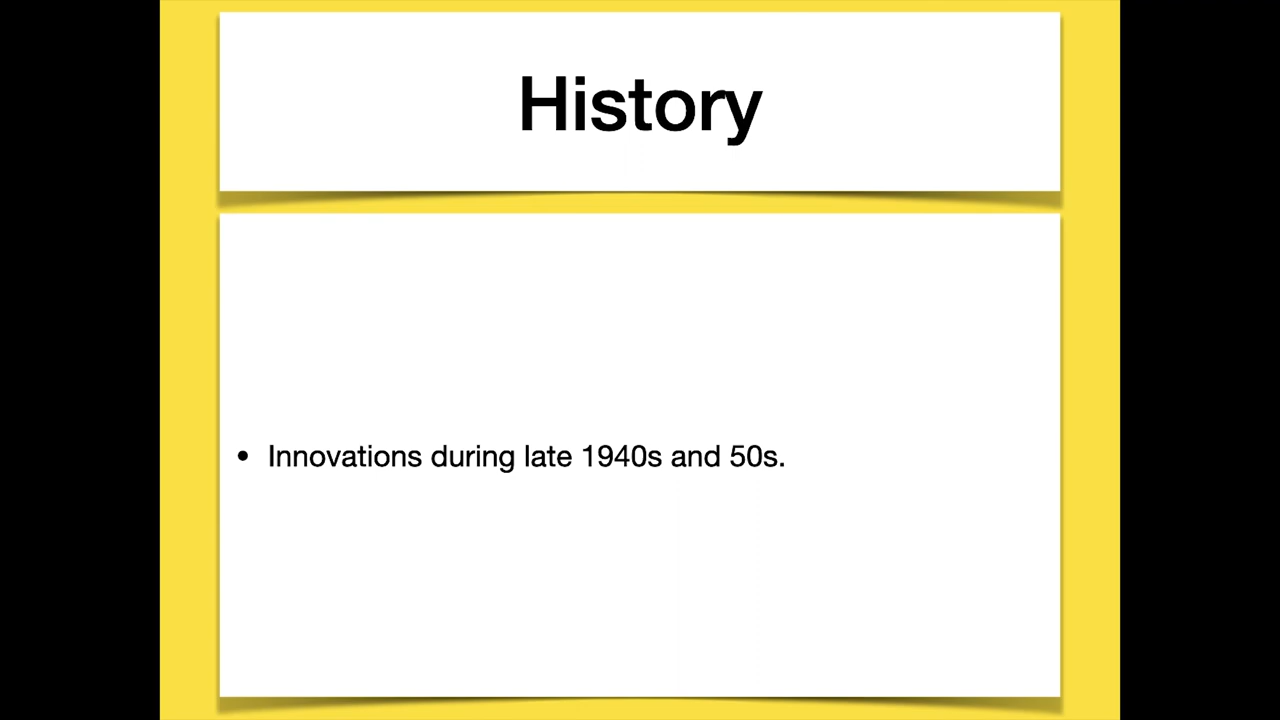 History
• Innovations during late 1940s and 50s.